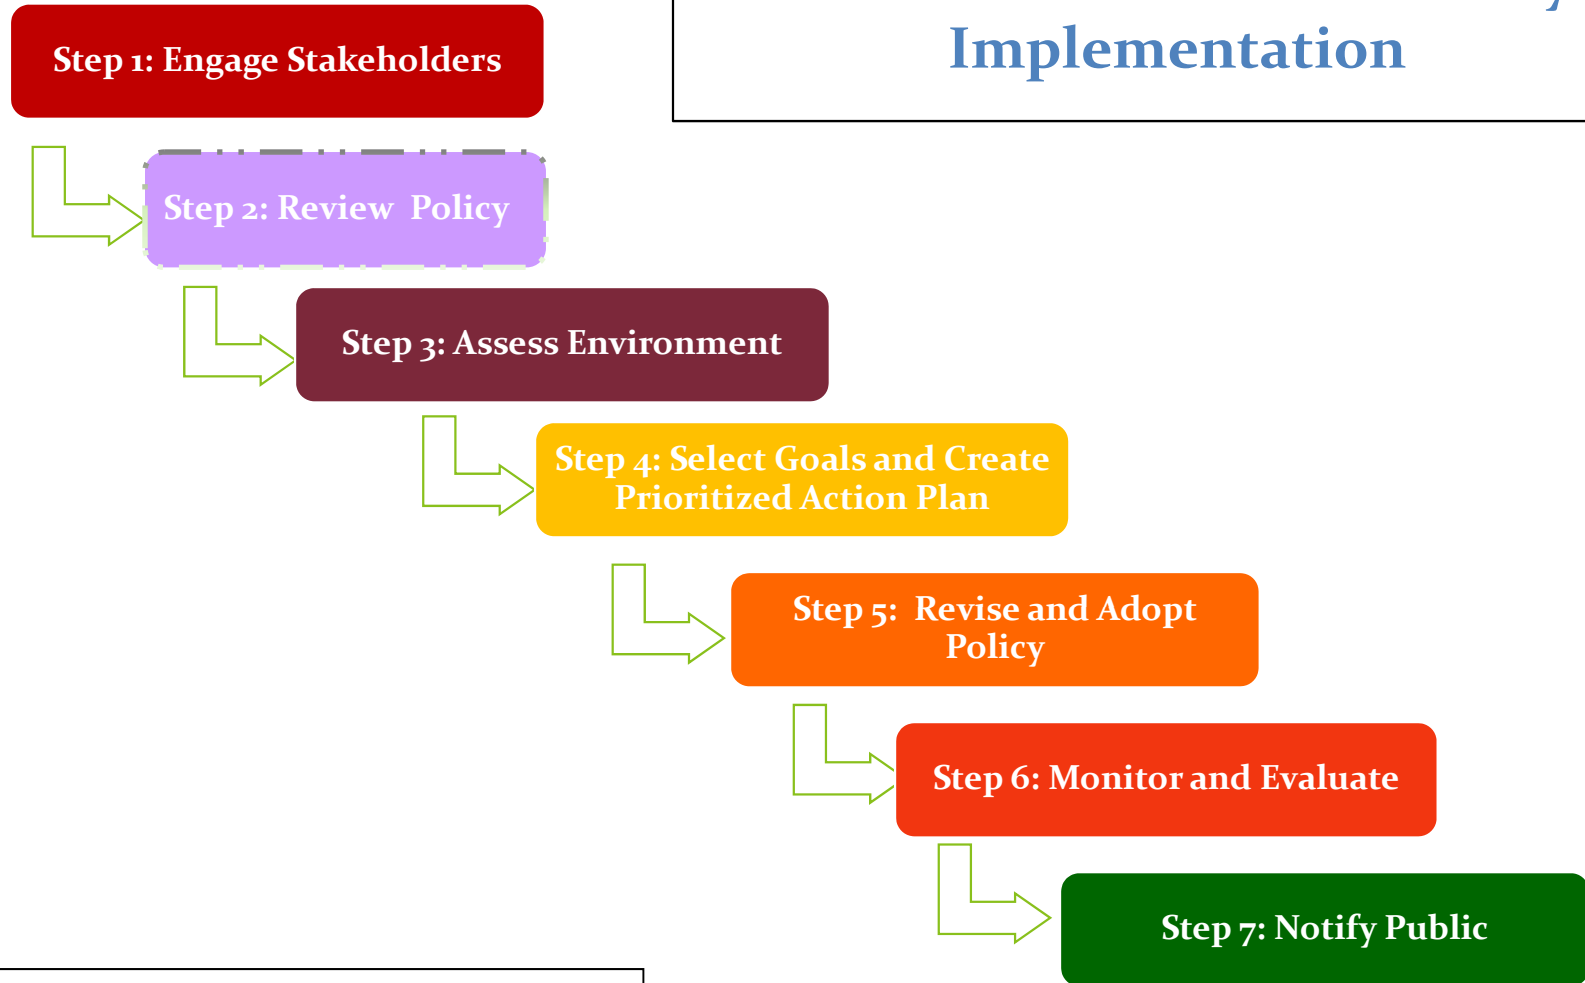 Implementation
Step 1: Engage Stakeholders
Step 2: Review  Policy
Step 3: Assess Environment
Step 4: Select Goals and Create
Prioritized Action Plan
Step 5:  Revise and Adopt
Policy
Step 6: Monitor and Evaluate
Step 7: Notify Public